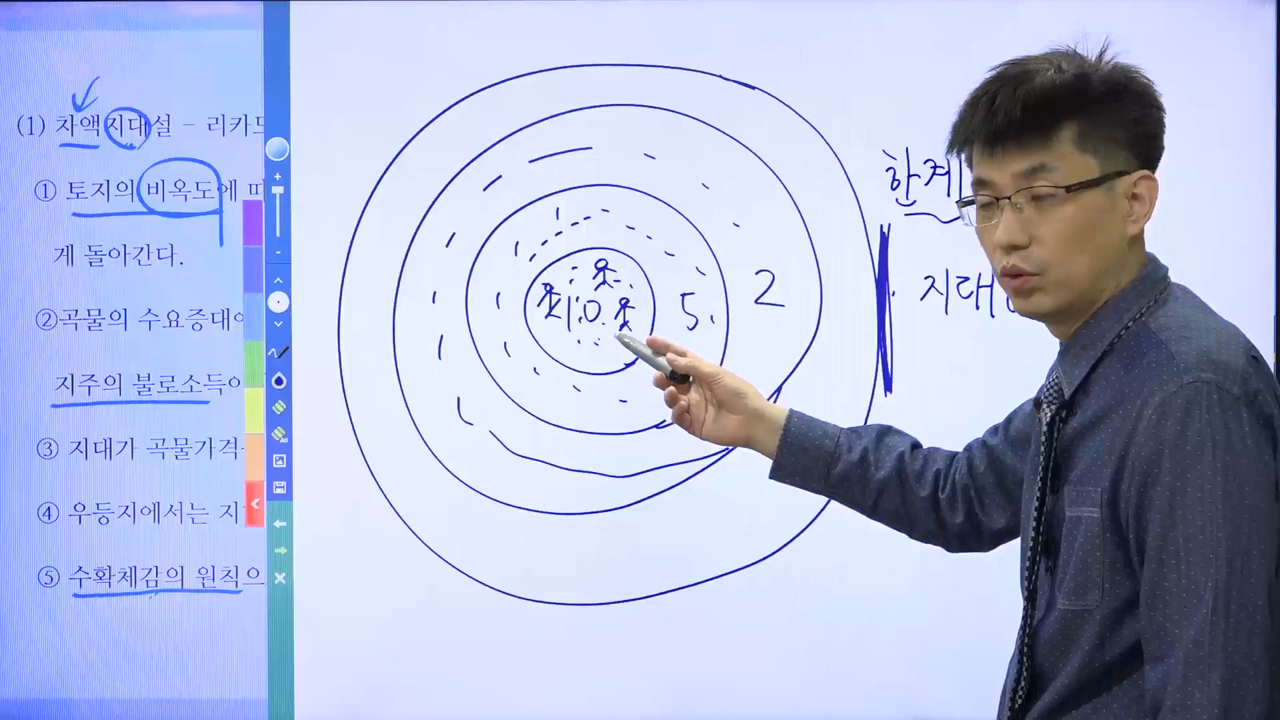 (1) 차액지대설 - 리카도
① 토지의 비옥도에 따
게 돌아간다.
②곡물의 수요증대
지주의 불로소득
③ 지대가 곡물가격
④ 우등지에서는 지
⑤ 수확체감의 원칙으
10
5
2
한계
지대
All